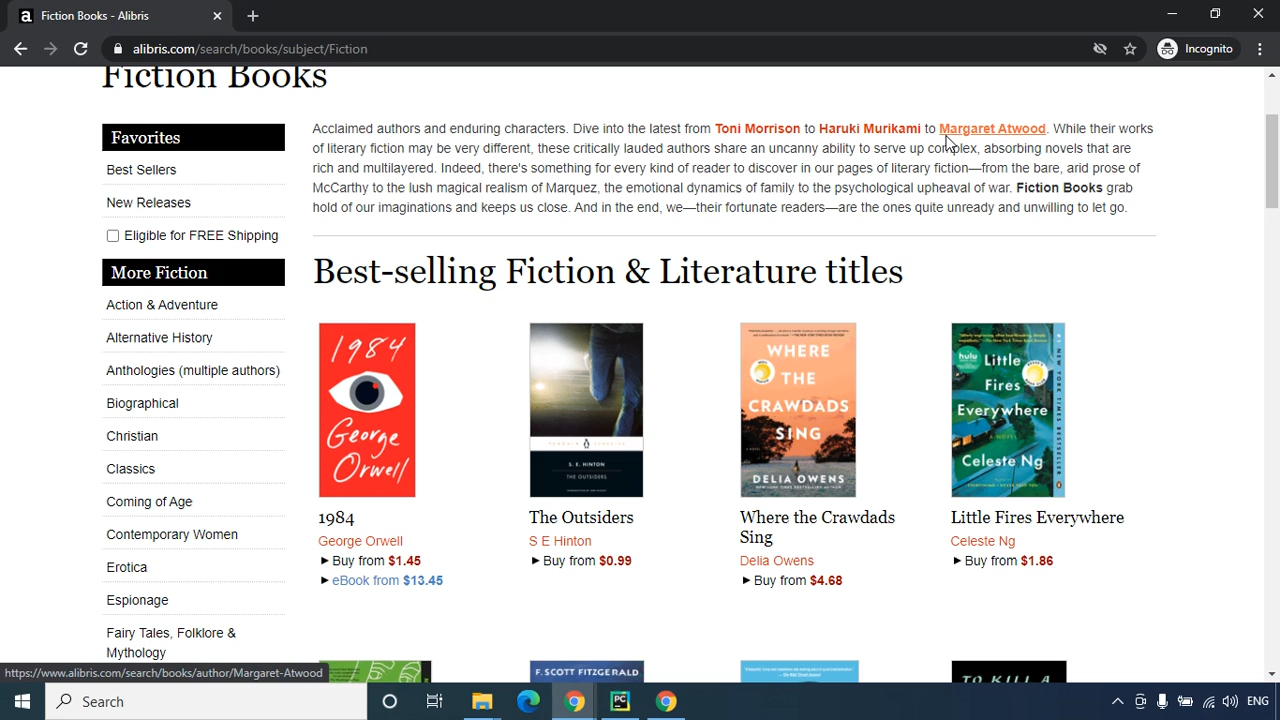 Fiction Books - Alibris
alibris.com/search/books/subject/Fiction
Incognito
Fiction Books
Favorites
Best Sellers
New Releases
Eligible for FREE Shipping
More Fiction
Action & Adventure
Alternative History
Anthologies (multiple authors)
Biographical
Christian
Classics
Coming of Age
Contemporary Women
Erotica
Espionage
Fairy Tales, Folklore &
Mythology
Acclaimed authors and enduring characters. Dive into the latest from Toni Morrison to Haruki Murikami to Margaret Atwood. While their works
of literary fiction may be very different, these critically lauded authors share an uncanny ability to serve up complex, absorbing novels that are
rich and multilayered. Indeed, there's something for every kind of reader to discover in our pages of literary fiction—from the bare, arid prose of
McCarthy to the lush magical realism of Marquez, the emotional dynamics of family to the psychological upheaval of war. Fiction Books grab
hold of our imaginations and keeps us close. And in the end, we—their fortunate readers—are the ones quite unready and unwilling to let go.
Best-selling Fiction & Literature titles
1984
George
Orwell
S. E. HINTON
THE OUTSIDERS
WHERE
THE
CRAWDADS
SING
DELIA OWENS
hulu
Little
Fires
Everywhere
A NOVEL
Celeste Ng
#1 NEW YORK TIMES
1984
George Orwell
Buy from $1.45
eBook from $13.45
The Outsiders
S E Hinton
Buy from $0.99
Where the Crawdads
Sing
Delia Owens
Buy from $4.68
Little Fires Everywhere
Celeste Ng
Buy from $1.86
F. SCOTT FITZGERALD
TO KILL A
https://www.alibris.com/search/books/author/Margaret-Atwood
Search
PC
ENG